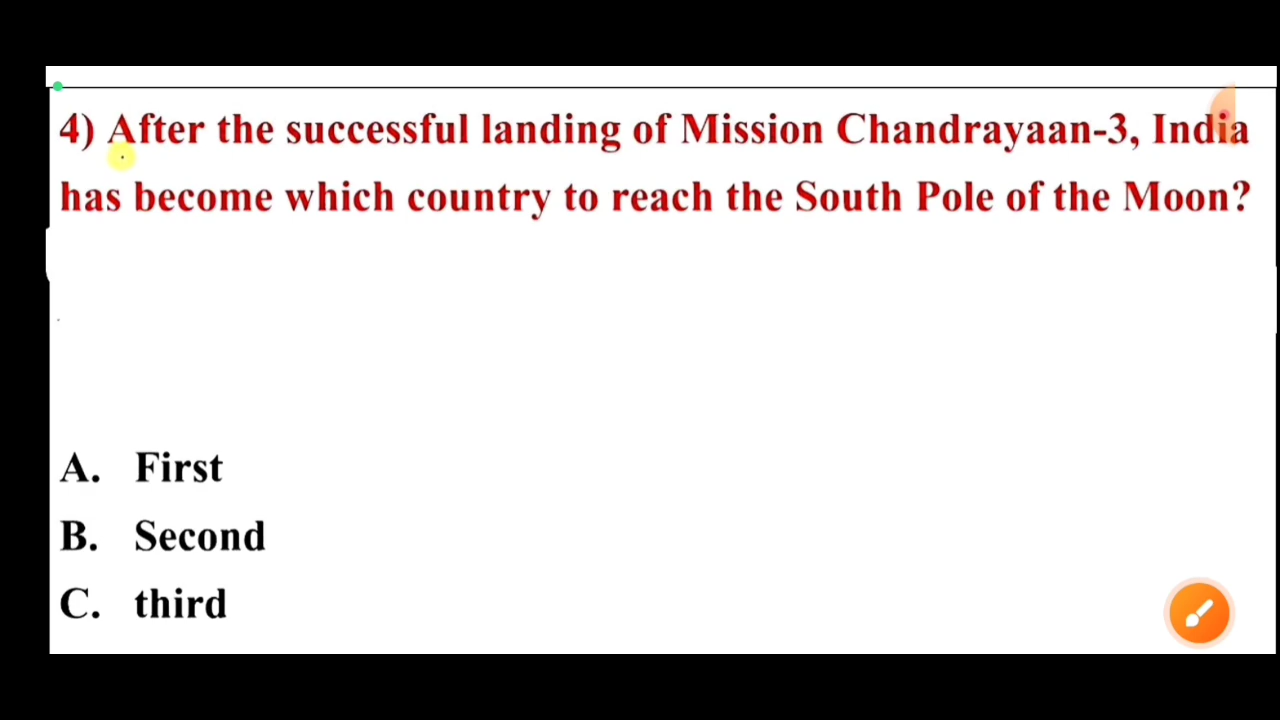 4) After the successful landing of Mission Chandrayaan-3, India
has become which country to reach the South Pole of the Moon?
A. First
B. Second
C. third